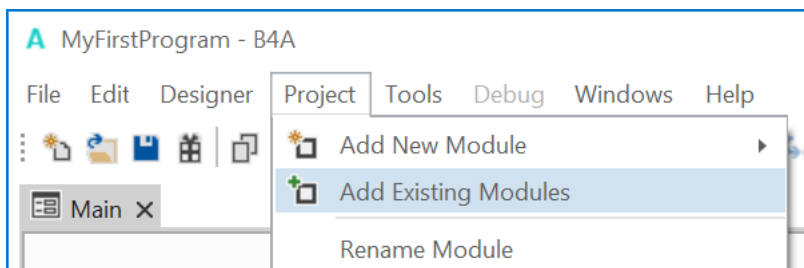 A MyFirstProgram - B4A
File Edit Designer Project Tools Debug Windows Help
Add New Module
Add Existing Modules
Main
Rename Module